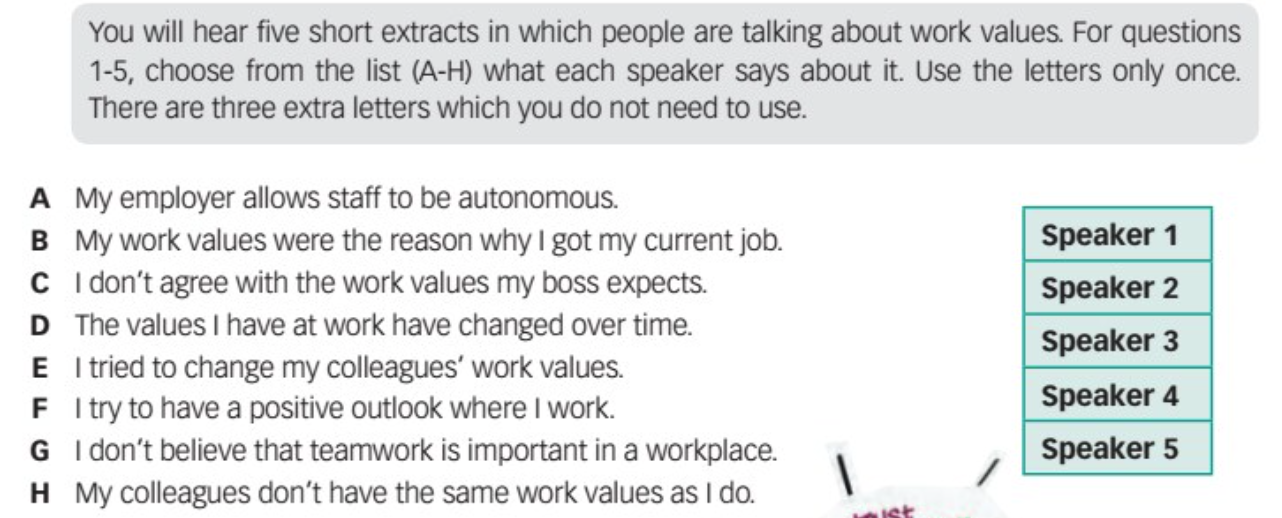 You will hear five short extracts in which people are talking about work values. For questions
1-5, choose from the list (A-H) what each speaker says about it. Use the letters only once.
There are three extra letters which you do not need to use.
A My employer allows staff to be autonomous.
B My work values were the reason why I got my current job.
C I don't agree with the work values my boss expects.
D The values I have at work have changed over time.
E I tried to change my colleagues' work values.
F I try to have a positive outlook where I work.
G I don't believe that teamwork is important in a workplace.
H My colleagues don't have the same work values as I do.
Speaker 1
Speaker 2
Speaker 3
Speaker 4
Speaker 5